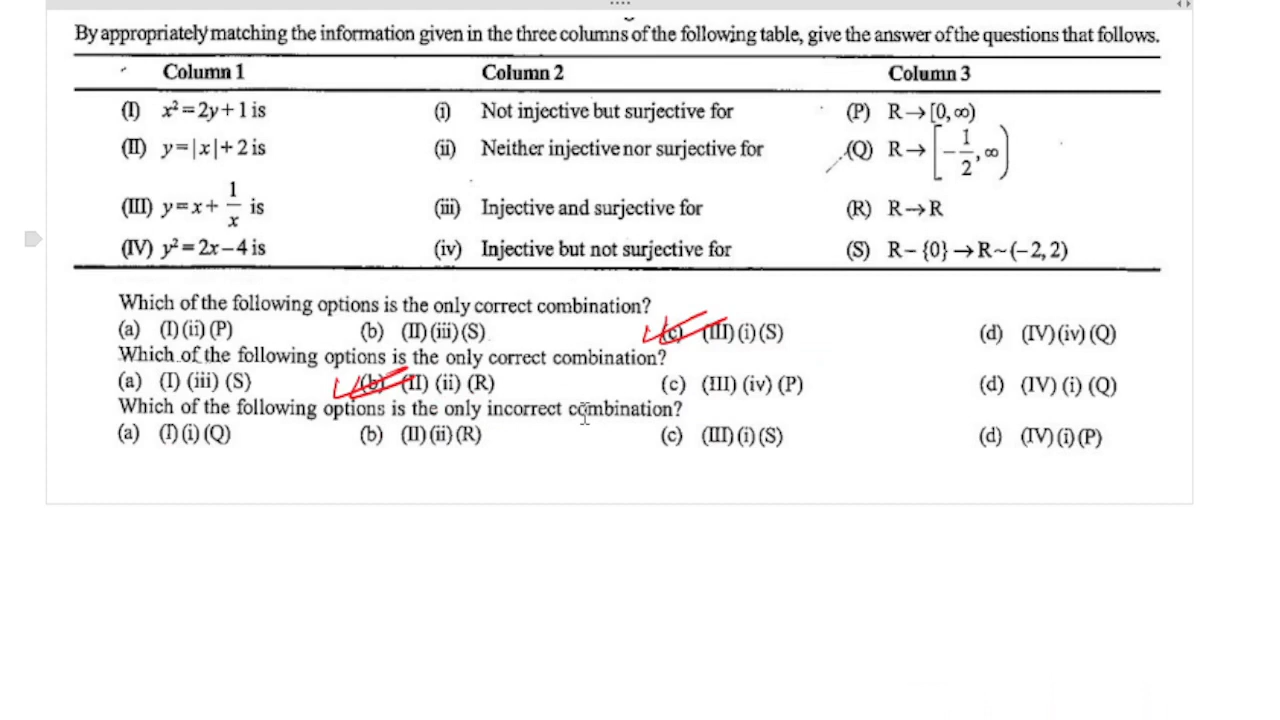 By appropriately matching the information given in the three columns of the following table, give the answer of the questions that follows.
Column 1 Column 2 Column 3
(I) x² = 2y + 1 is (i) Not injective but surjective for (P) R→[0, ∞)
(II) y = |x| + 2 is (ii) Neither injective nor surjective for (Q) R→[-1/2, ∞)
(III) y = x + 1/x is (iii) Injective and surjective for (R) R→R
(IV) y² = 2x – 4 is (iv) Injective but not surjective for (S) R – {0} → R ~ (–2, 2)
Which of the following options is the only correct combination?
(a) (I) (ii) (P) (b) (II) (iii) (S) (c) (III) (i) (S) (d) (IV) (iv) (Q)
Which of the following options is the only correct combination?
(a) (I) (iii) (S) (b) (II) (ii) (R) (c) (III) (iv) (P) (d) (IV) (i) (Q)
Which of the following options is the only incorrect combination?
(a) (I) (i) (Q) (b) (II) (ii) (R) (c) (III) (i) (S) (d) (IV) (i) (P)